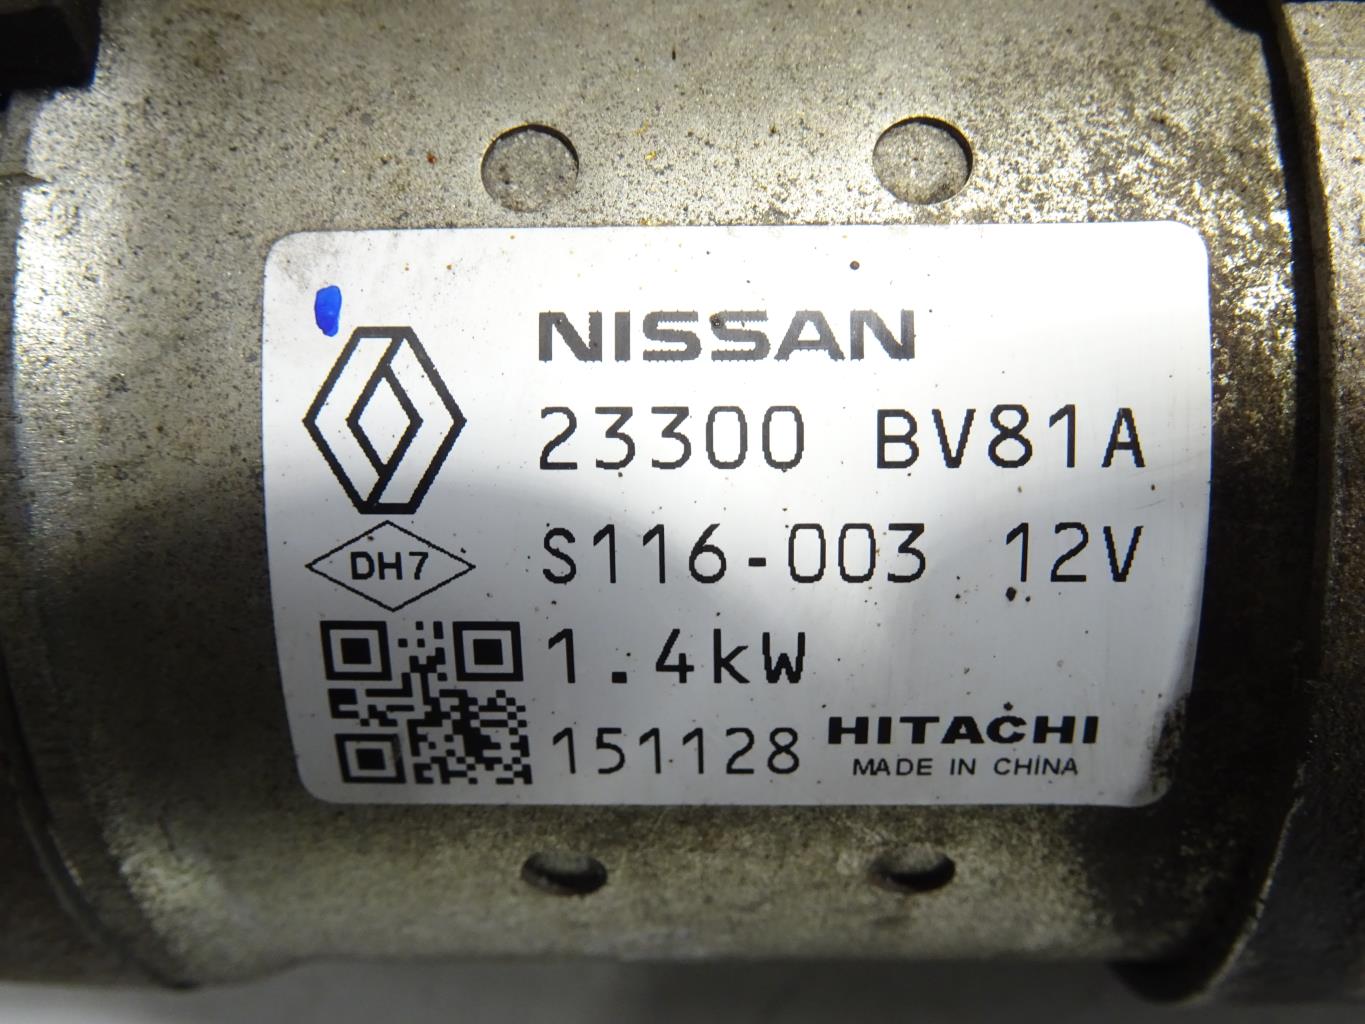 NISSAN
23300 BV81A
DH7
S116-003 12V
1.4kW
151128 HITACHI
MADE IN CHINA